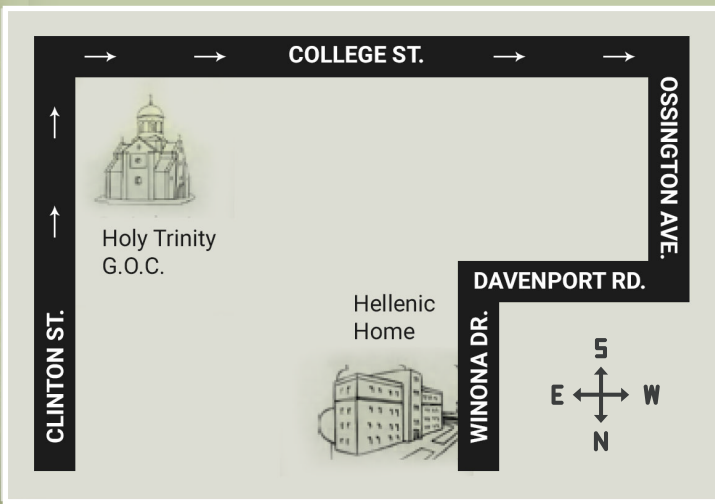 COLLEGE ST.
OSSINGTON AVE.
Holy Trinity
G.O.C.
DAVENPORT RD.
Hellenic
Home
CLINTON ST.
WINONA DR.
S
E W
N